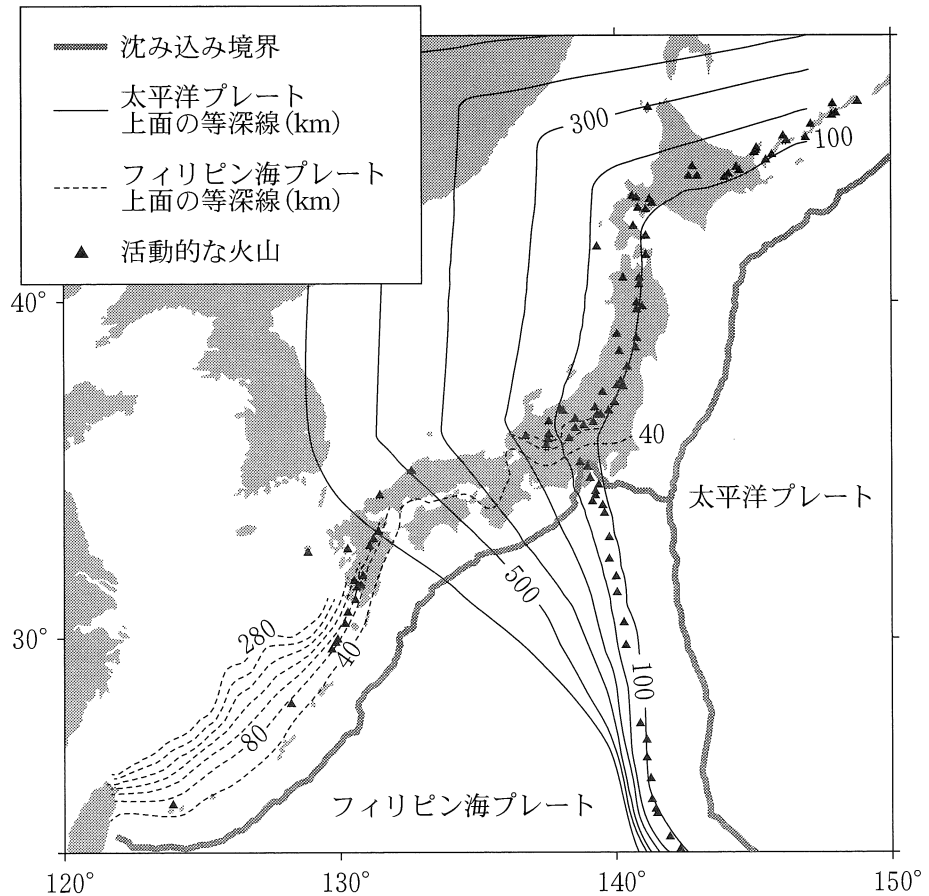 沈み込み境界
太平洋プレート
上面の等深線(km)
フィリピン海プレート
上面の等深線(km)
活動的な火山
40°
300
100
40
太平洋プレート
500
30°
280
40
100
80
フィリピン海プレート
120°
130°
140°
150°